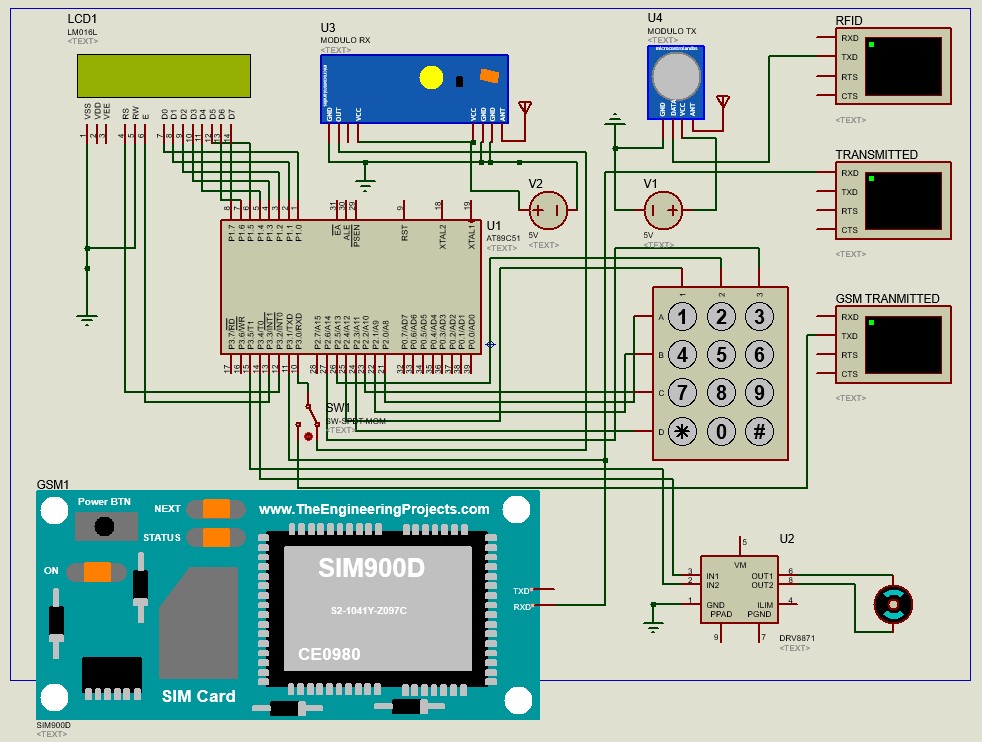 LCD1
LM016L
<TEXT>
VSS
VDD
VEE
RS
RW
E
D0
D1
D2
D3
D4
D5
D6
D7
1
2
3
4
5
6
7
8
9
10
11
12
13
14
U3
MODULO RX
<TEXT>
GND
OUT
VCC
VCC
GND
GND
ANT
U4
MODULO TX
<TEXT>
microcontrolandos
GND
DATA
VCC
ANT
RFID
RXD
TXD
RTS
CTS
<TEXT>
TRANSMITTED
RXD
TXD
RTS
CTS
<TEXT>
GSM TRANMITTED
RXD
TXD
RTS
CTS
<TEXT>
V2
5V
<TEXT>
V1
5V
<TEXT>
U1
AT89C51
<TEXT>
8
7
6
5
4
3
2
1
31
30
29
9
18
19
P1.7
P1.6
P1.5
P1.4
P1.3
P1.2
P1.1
P1.0
EA
ALE
PSEN
RST
XTAL2
XTAL1
P3.7/RD
P3.6/WR
P3.5/T1
P3.4/T0
P3.3/INT1
P3.2/INT0
P3.1/TXD
P3.0/RXD
P2.7/A15
P2.6/A14
P2.5/A13
P2.4/A12
P2.3/A11
P2.2/A10
P2.1/A9
P2.0/A8
P0.7/AD7
P0.6/AD6
P0.5/AD5
P0.4/AD4
P0.3/AD3
P0.2/AD2
P0.1/AD1
P0.0/AD0
17
16
15
14
13
12
11
10
28
27
26
25
24
23
22
21
32
33
34
35
36
37
38
39
1
2
3
A
1 2 3
B
4 5 6
C
7 8 9
D
* 0 #
SW1
SW-SPDT-MOM
<TEXT>
GSM1
Power BTN
NEXT
STATUS
ON
www.TheEngineeringProjects.com
SIM900D
S2-1041Y-Z097C
CE0980
SIM Card
TXD
RXD
SIM900D
<TEXT>
U2
5
VM
3
IN1
2
IN2
1
GND
PPAD
OUT1
6
OUT2
8
ILIM
4
PGND
9
7
DRV8871
<TEXT>